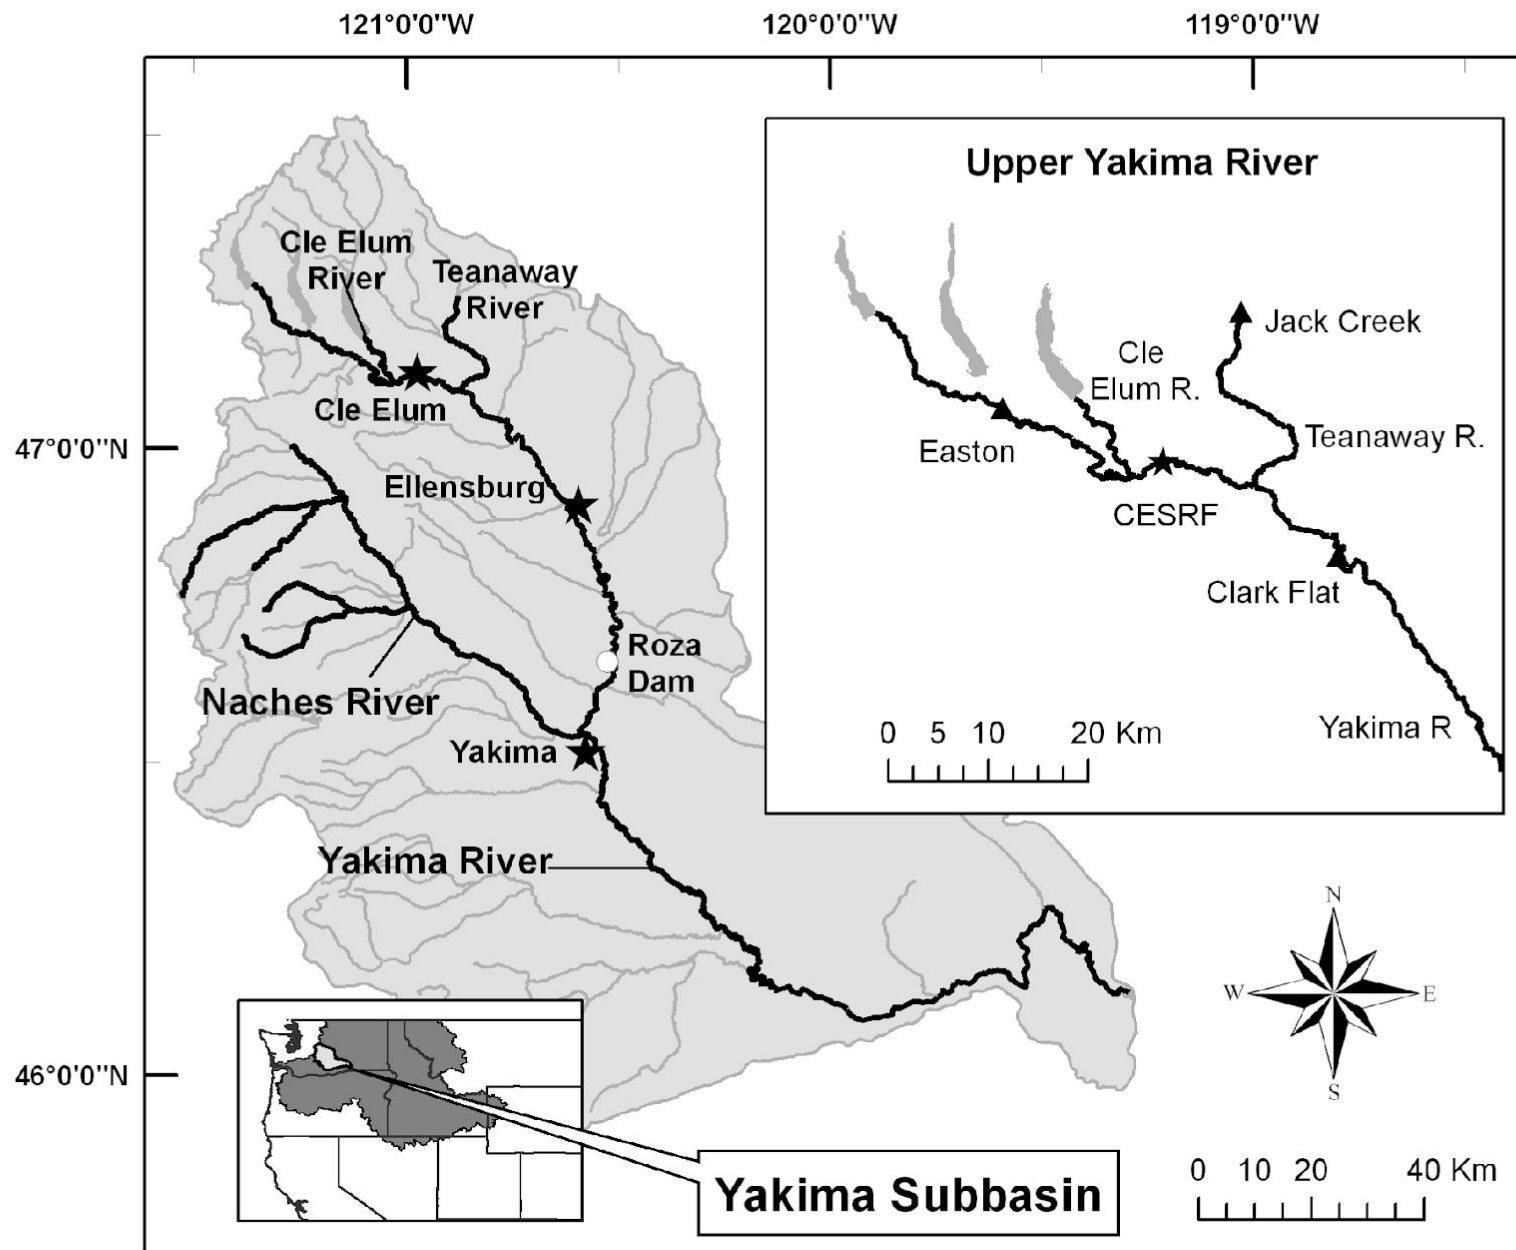 121°0'0"W
120°0'0"W
119°0'0"W
Upper Yakima River
Cle Elum
River
Teanaway
River
Jack Creek
Cle
Elum R.
Cle Elum
Easton
Teanaway R.
47°0'0"N
Ellensburg
CESRF
Clark Flat
Roza
Dam
Naches River
Yakima R
0 5 10 20 Km
Yakima
Yakima River
N
W E
S
46°0'0"N
Yakima Subbasin
0 10 20 40 Km